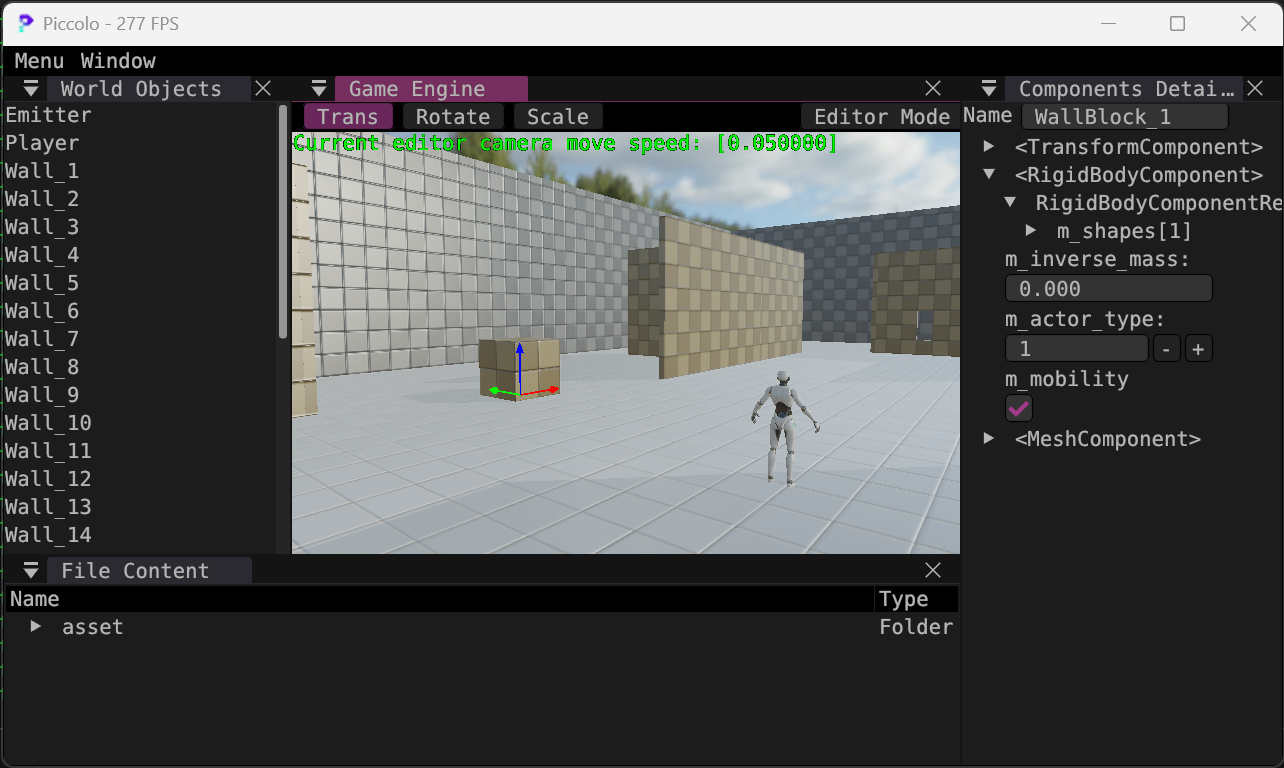 Piccolo - 277 FPS
Menu Window
World Objects
Emitter
Player
Wall_1
Wall_2
Wall_3
Wall_4
Wall_5
Wall_6
Wall_7
Wall_8
Wall_9
Wall_10
Wall_11
Wall_12
Wall_13
Wall_14
Game Engine
Trans Rotate Scale Editor Mode
Current editor camera move speed: [0.050000]
Components Detai…
Name WallBlock_1
<TransformComponent>
<RigidBodyComponent>
RigidBodyComponentRe
m_shapes[1]
m_inverse_mass:
0.000
m_actor_type:
1 - +
m_mobility
<MeshComponent>
File Content
Name Type
asset Folder